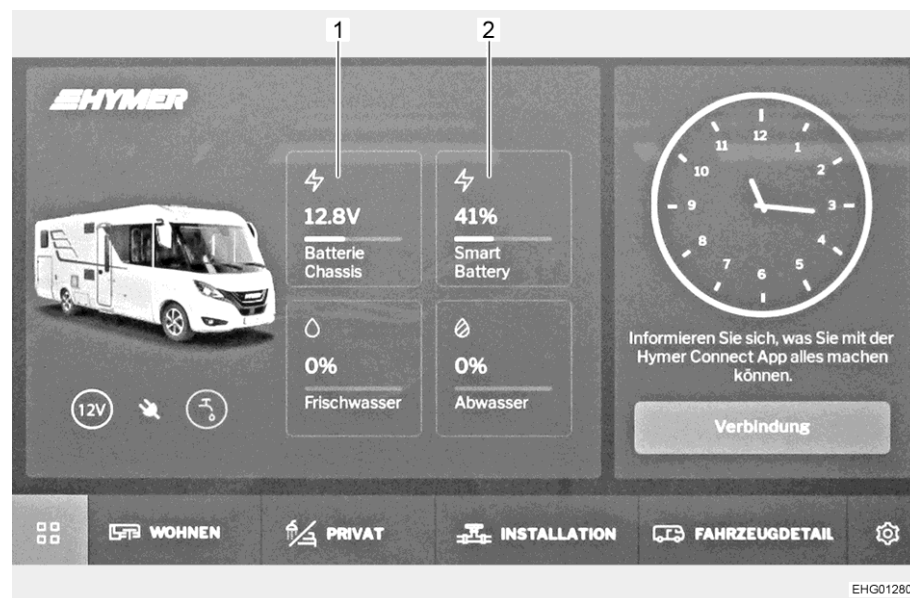 1
2
HYMER
12.8V
Batterie
Chassis
41%
Smart
Battery
0%
Frischwasser
0%
Abwasser
12V
HYMER
12
1
2
3
4
5
6
7
8
9
10
11
Informieren Sie sich, was Sie mit der
Hymer Connect App alles machen
können.
Verbindung
WOHNEN
PRIVAT
INSTALLATION
FAHRZEUGDETAIL
EHG01280